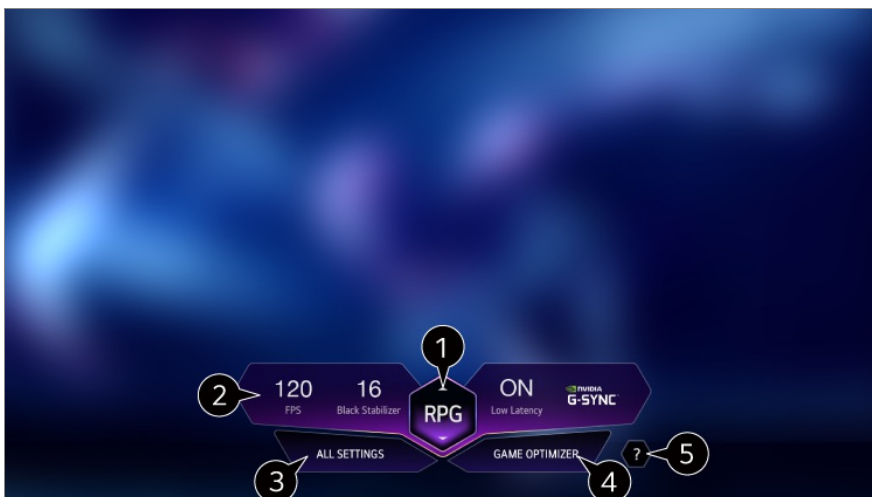 1
2
120
FPS
16
Black Stabilizer
RPG
ON
Low Latency
NVIDIA
G-SYNC
ALL SETTINGS
GAME OPTIMIZER
?
5
3
4